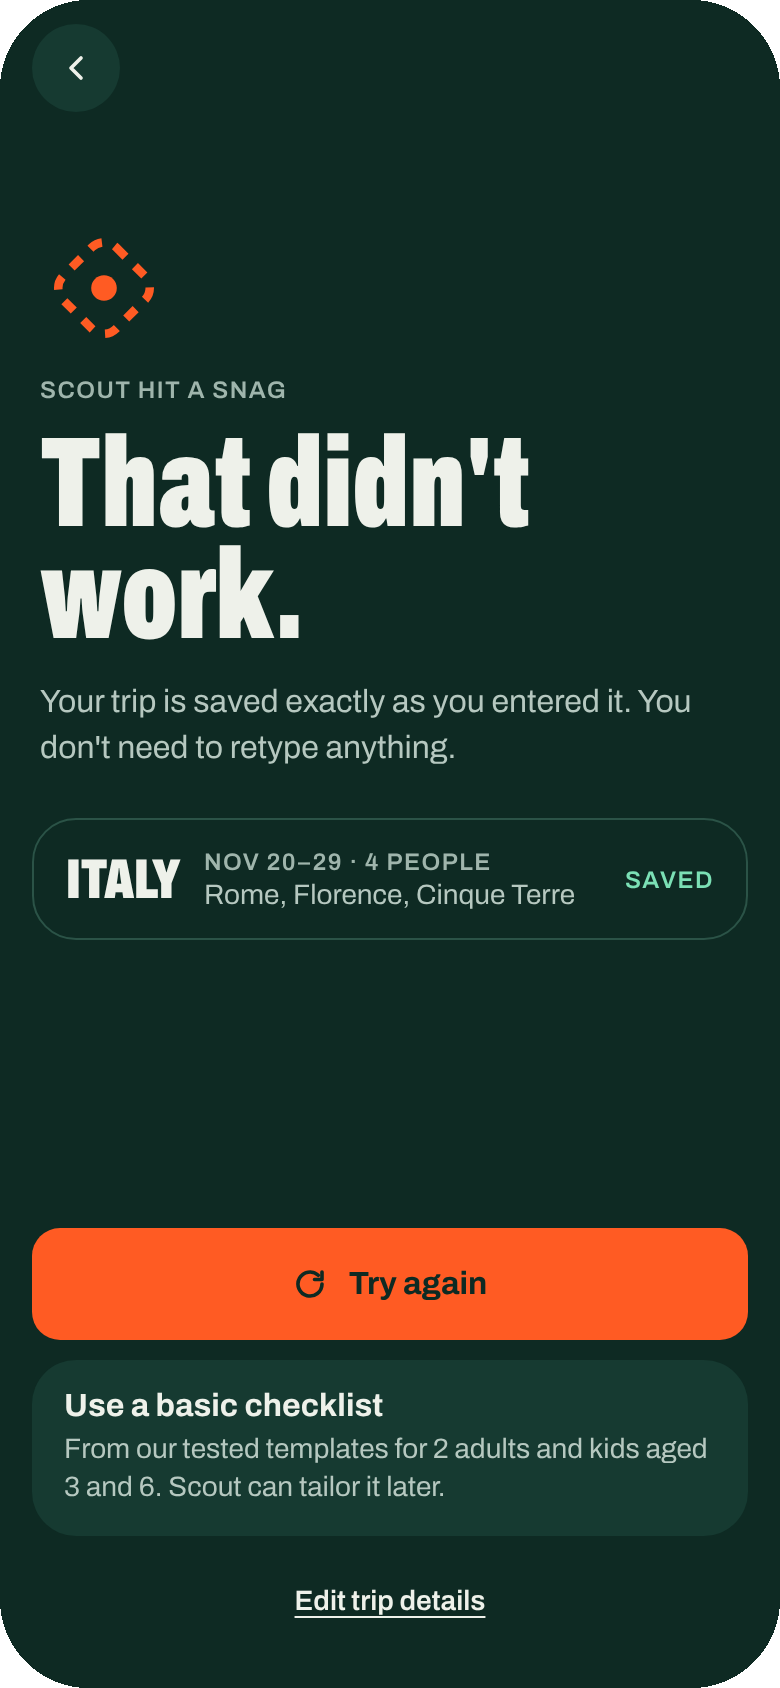 SCOUT HIT A SNAG
That didn't
work.
Your trip is saved exactly as you entered it. You
don't need to retype anything.
ITALY
NOV 20–29 · 4 PEOPLE
Rome, Florence, Cinque Terre
SAVED
Try again
Use a basic checklist
From our tested templates for 2 adults and kids aged
3 and 6. Scout can tailor it later.
Edit trip details